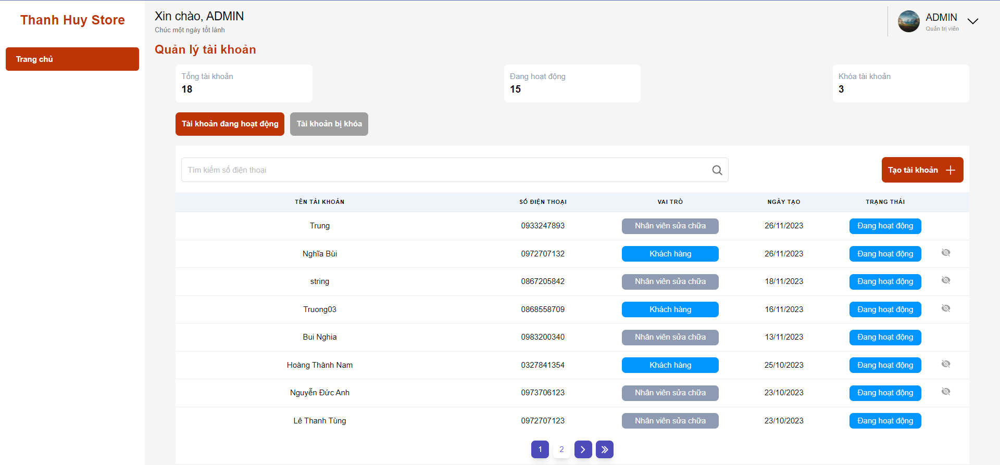 Thanh Huy Store
Trang chủ
Xin chào, ADMIN
Chúc một ngày tốt lành
ADMIN
Quản trị viên
Quản lý tài khoản
Tổng tài khoản
18
Đang hoạt động
15
Khóa tài khoản
3
Tài khoản đang hoạt động
Tài khoản bị khóa
Tìm kiếm số điện thoại
Tạo tài khoản
TÊN TÀI KHOẢN SỐ ĐIỆN THOẠI VAI TRÒ NGÀY TẠO TRẠNG THÁI
Trung 0933247893 Nhân viên sửa chữa 26/11/2023 Đang hoạt động
Nghĩa Bùi 0972707132 Khách hàng 26/11/2023 Đang hoạt động
string 0867205842 Nhân viên sửa chữa 18/11/2023 Đang hoạt động
Truong03 0868558709 Khách hàng 16/11/2023 Đang hoạt động
Bui Nghia 0983200340 Nhân viên sửa chữa 13/11/2023 Đang hoạt động
Hoàng Thành Nam 0327841354 Khách hàng 25/10/2023 Đang hoạt động
Nguyễn Đức Anh 0973706123 Nhân viên sửa chữa 23/10/2023 Đang hoạt động
Lê Thanh Tùng 0972707123 Nhân viên sửa chữa 23/10/2023 Đang hoạt động
1 2